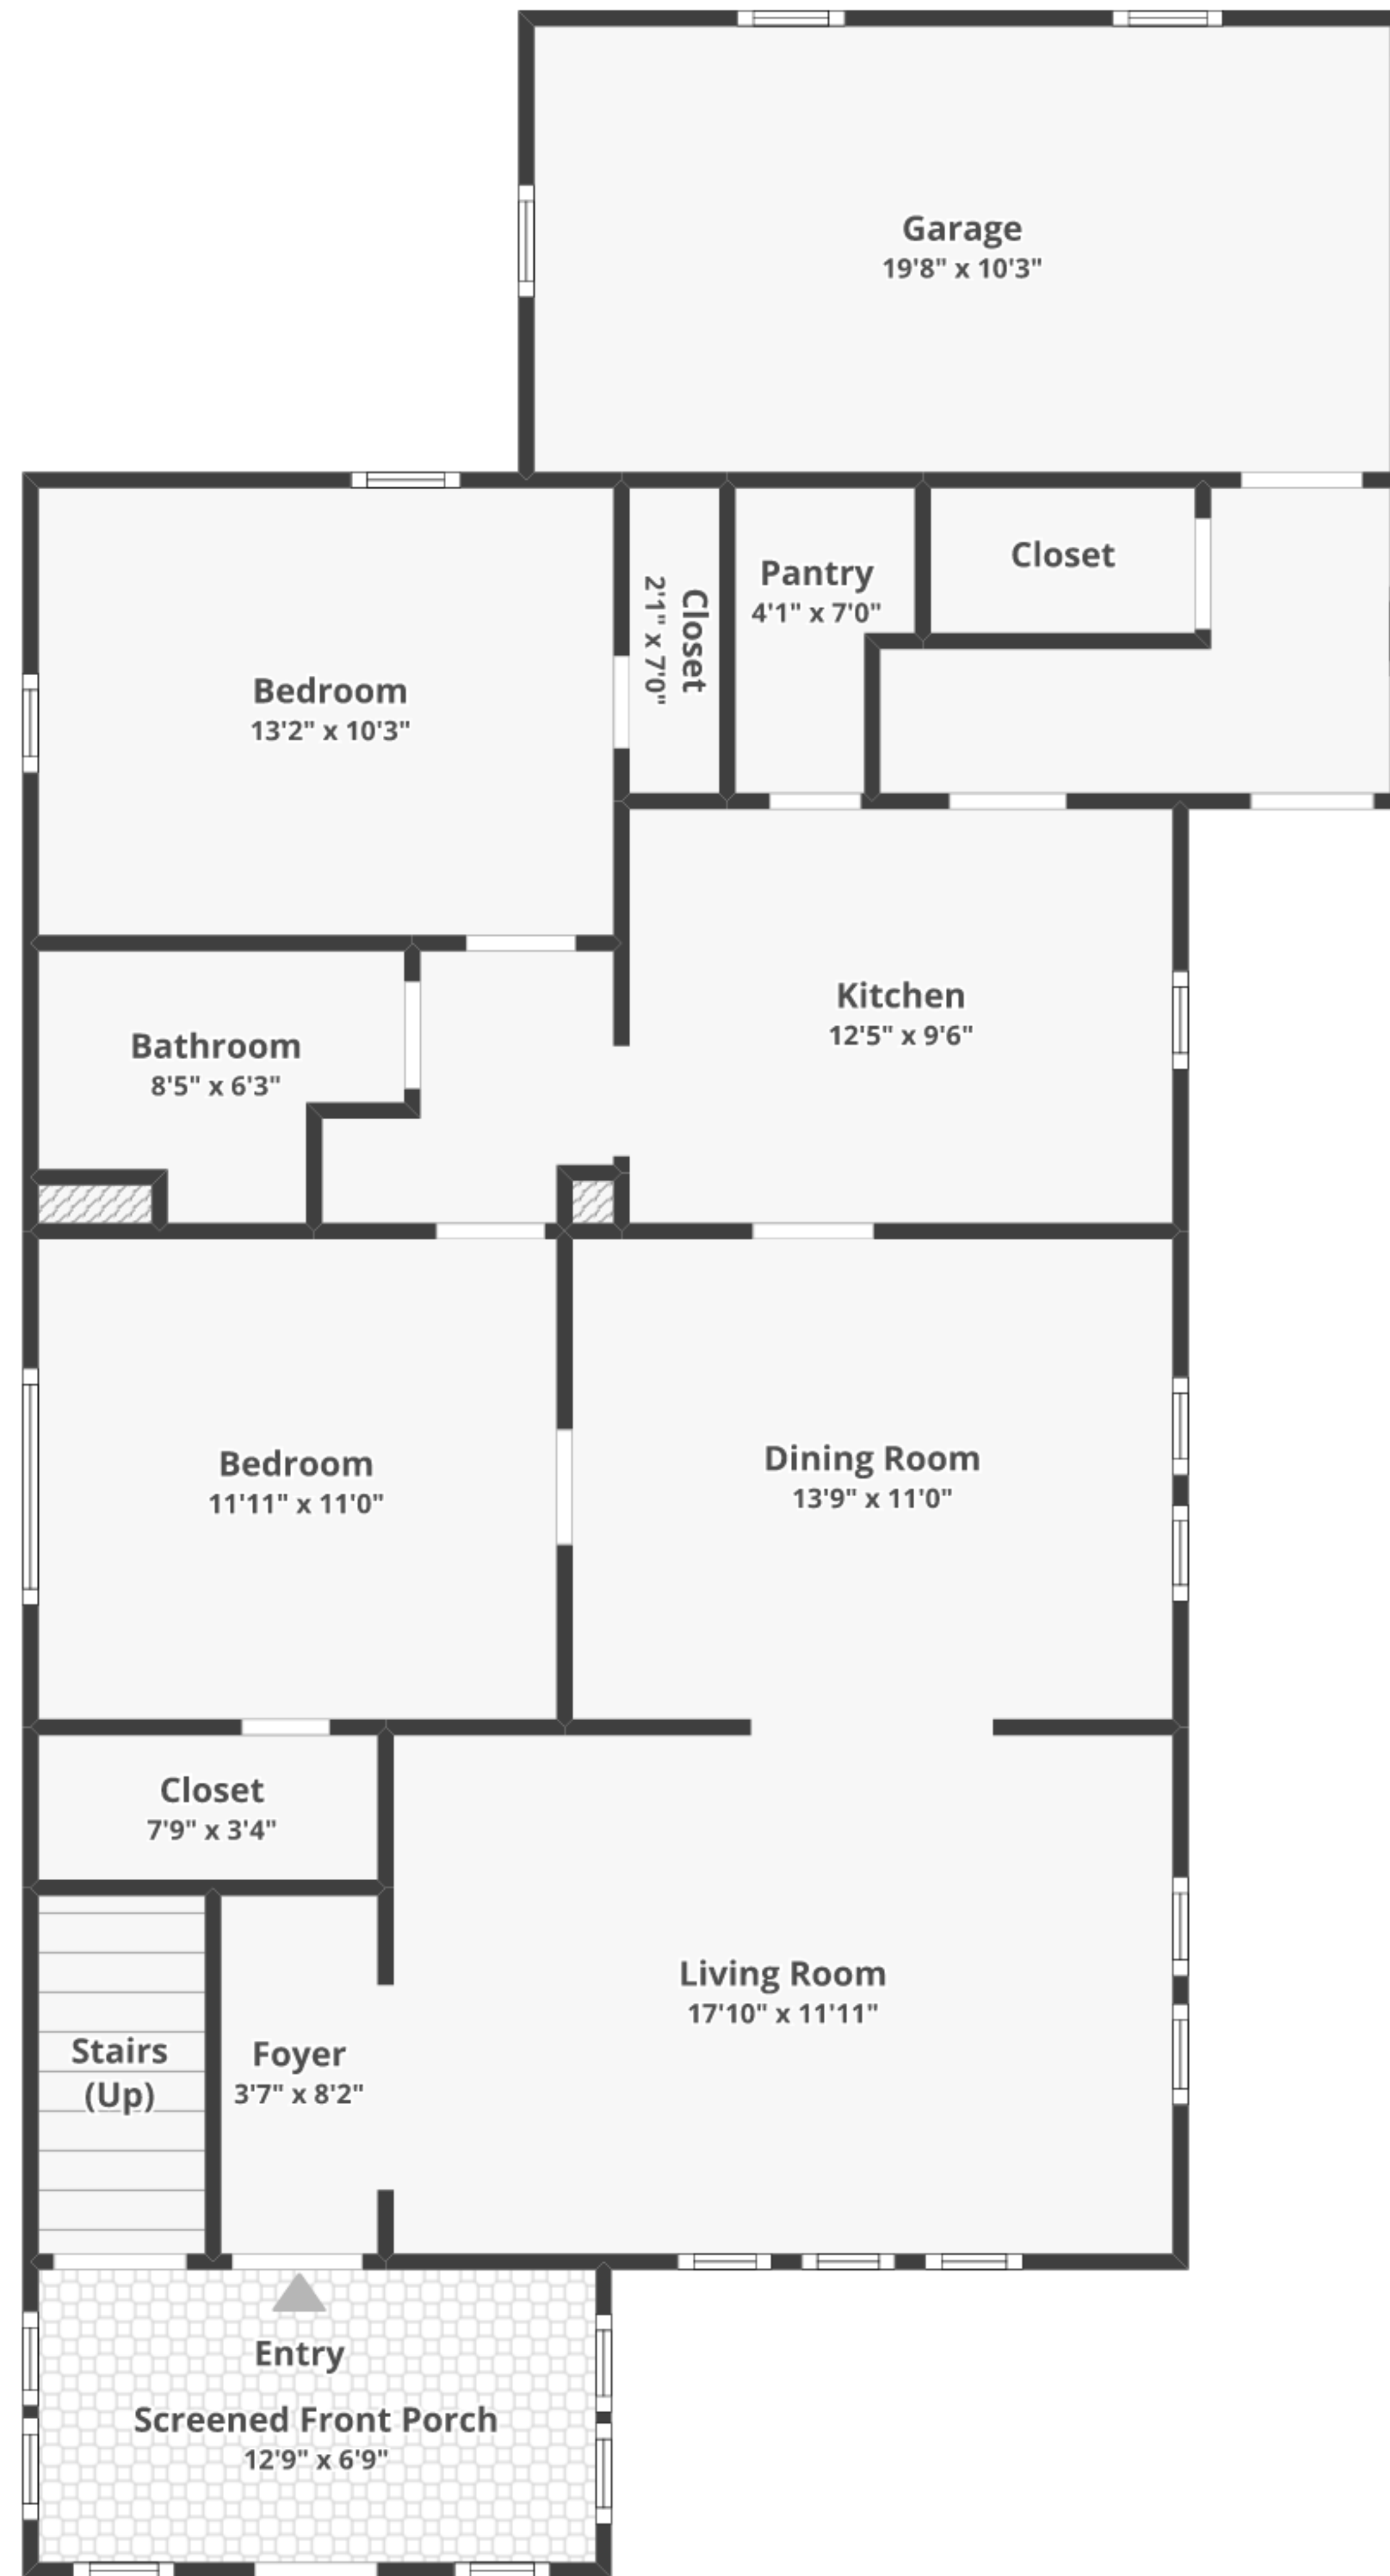 Garage
19'8" x 10'3"
Closet
Pantry
4'1" x 7'0"
Closet
2'1" x 7'0"
Bedroom
13'2" x 10'3"
Kitchen
12'5" x 9'6"
Bathroom
8'5" x 6'3"
Dining Room
13'9" x 11'0"
Bedroom
11'11" x 11'0"
Closet
7'9" x 3'4"
Living Room
17'10" x 11'11"
Stairs
(Up)
Foyer
3'7" x 8'2"
Entry
Screened Front Porch
12'9" x 6'9"